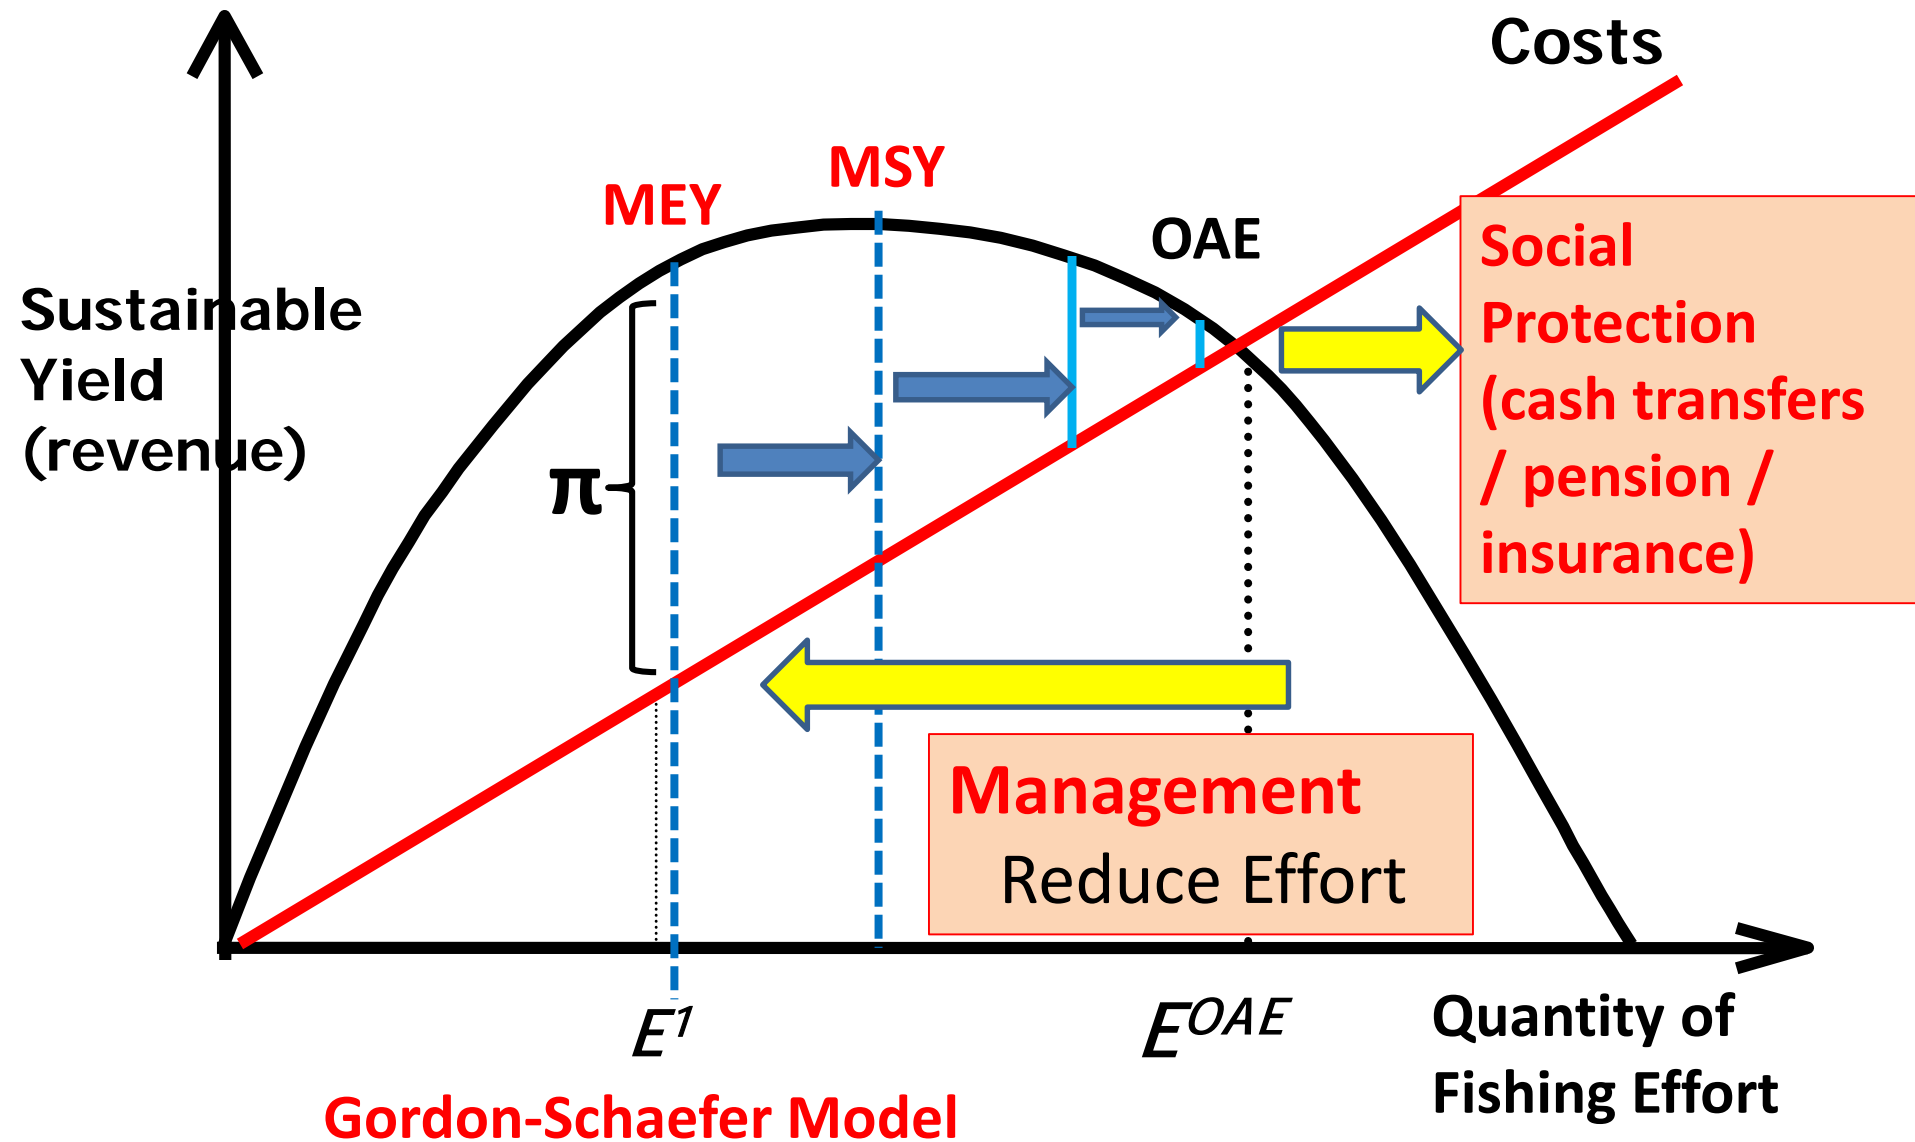 Costs
MSY
MEY
OAE
Sustainable
Yield
(revenue)
π
Social
Protection
(cash transfers
/ pension /
insurance)
Management
Reduce Effort
E¹
E^OAE
Quantity of
Fishing Effort
Gordon-Schaefer Model